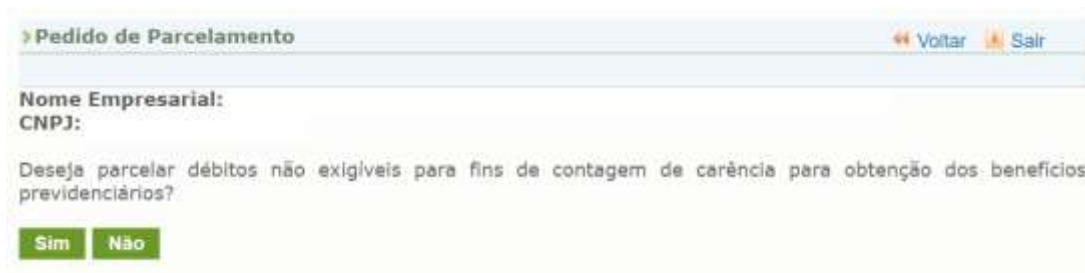 Pedido de Parcelamento
Voltar Sair
Nome Empresarial:
CNPJ:
Deseja parcelar débitos não exigíveis para fins de contagem de carência para obtenção dos benefícios
previdenciários?
Sim Não